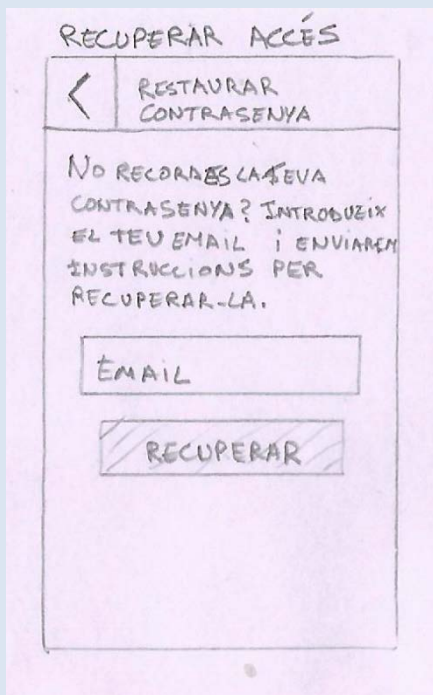 RECUPERAR ACCÉS
<
RESTAURAR
CONTRASENYA
NO RECORDES LA TEVA
CONTRASENYA? INTRODUEIX
EL TEU EMAIL i ENVIAREM
INSTRUCCIONS PER
RECUPERAR-LA.
EMAIL
RECUPERAR